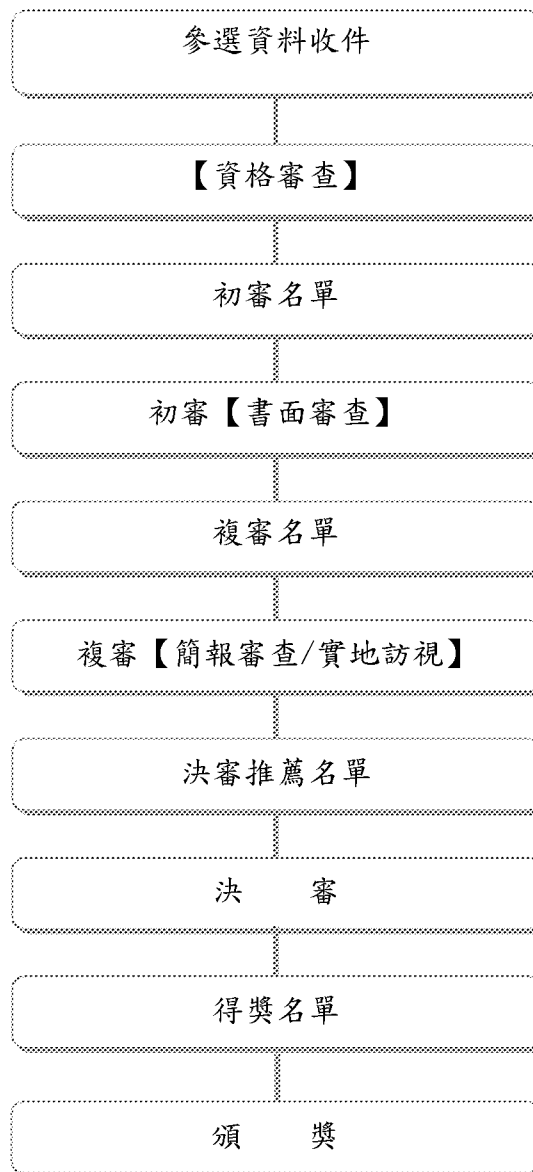 參選資料收件
【資格審查】
初審名單
初審【書面審查】
複審名單
複審【簡報審查/實地訪視】
決審推薦名單
決　　審
得獎名單
頒　　獎